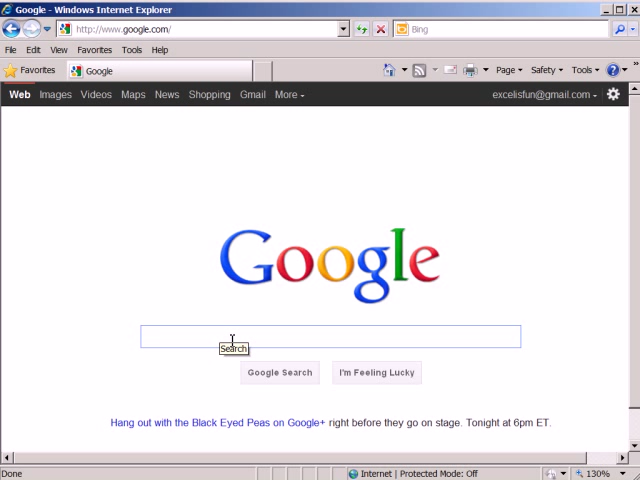 Google - Windows Internet Explorer
http://www.google.com/
Bing
File Edit View Favorites Tools Help
Favorites Google Page Safety Tools
Web Images Videos Maps News Shopping Gmail More excelisfun@gmail.com
Google
Search
Google Search I'm Feeling Lucky
Hang out with the Black Eyed Peas on Google+ right before they go on stage. Tonight at 6pm ET.
Done Internet | Protected Mode: Off 130%